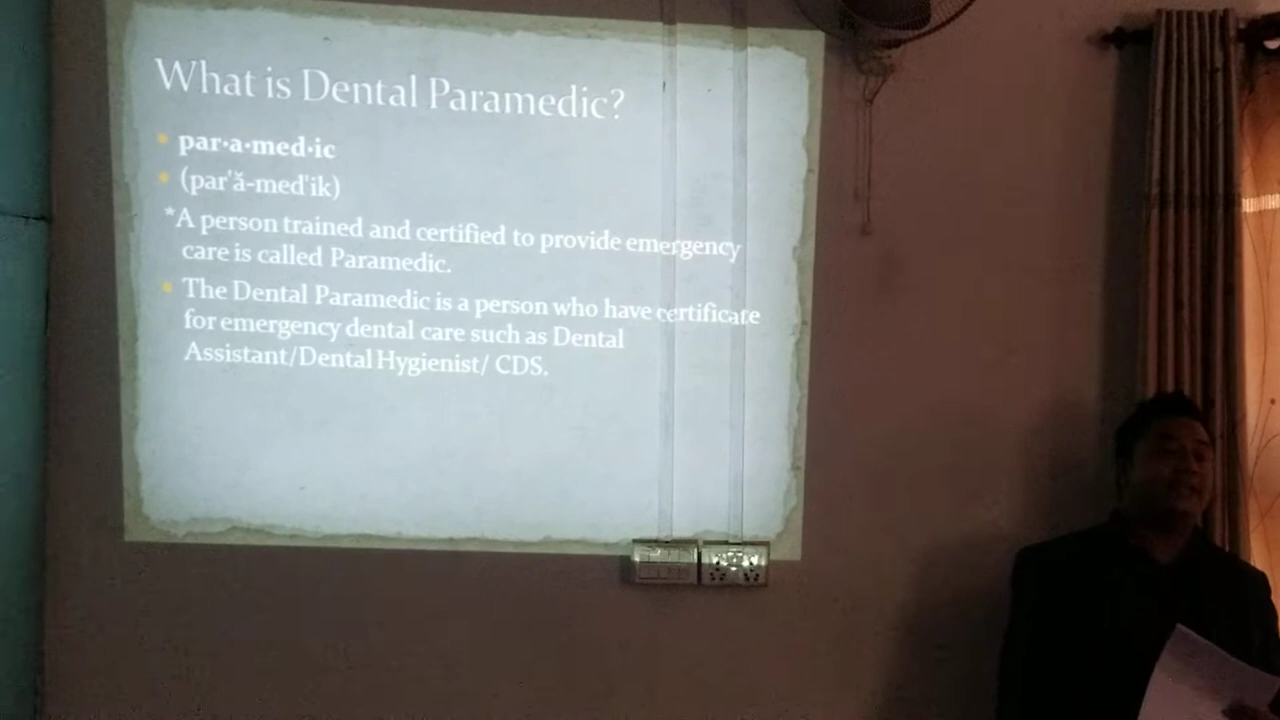 What is Dental Paramedic?
par·a·med·ic
(par'ă-med'ik)
*A person trained and certified to provide emergency
care is called Paramedic.
The Dental Paramedic is a person who have certificate
for emergency dental care such as Dental
Assistant/Dental Hygienist/ CDS.